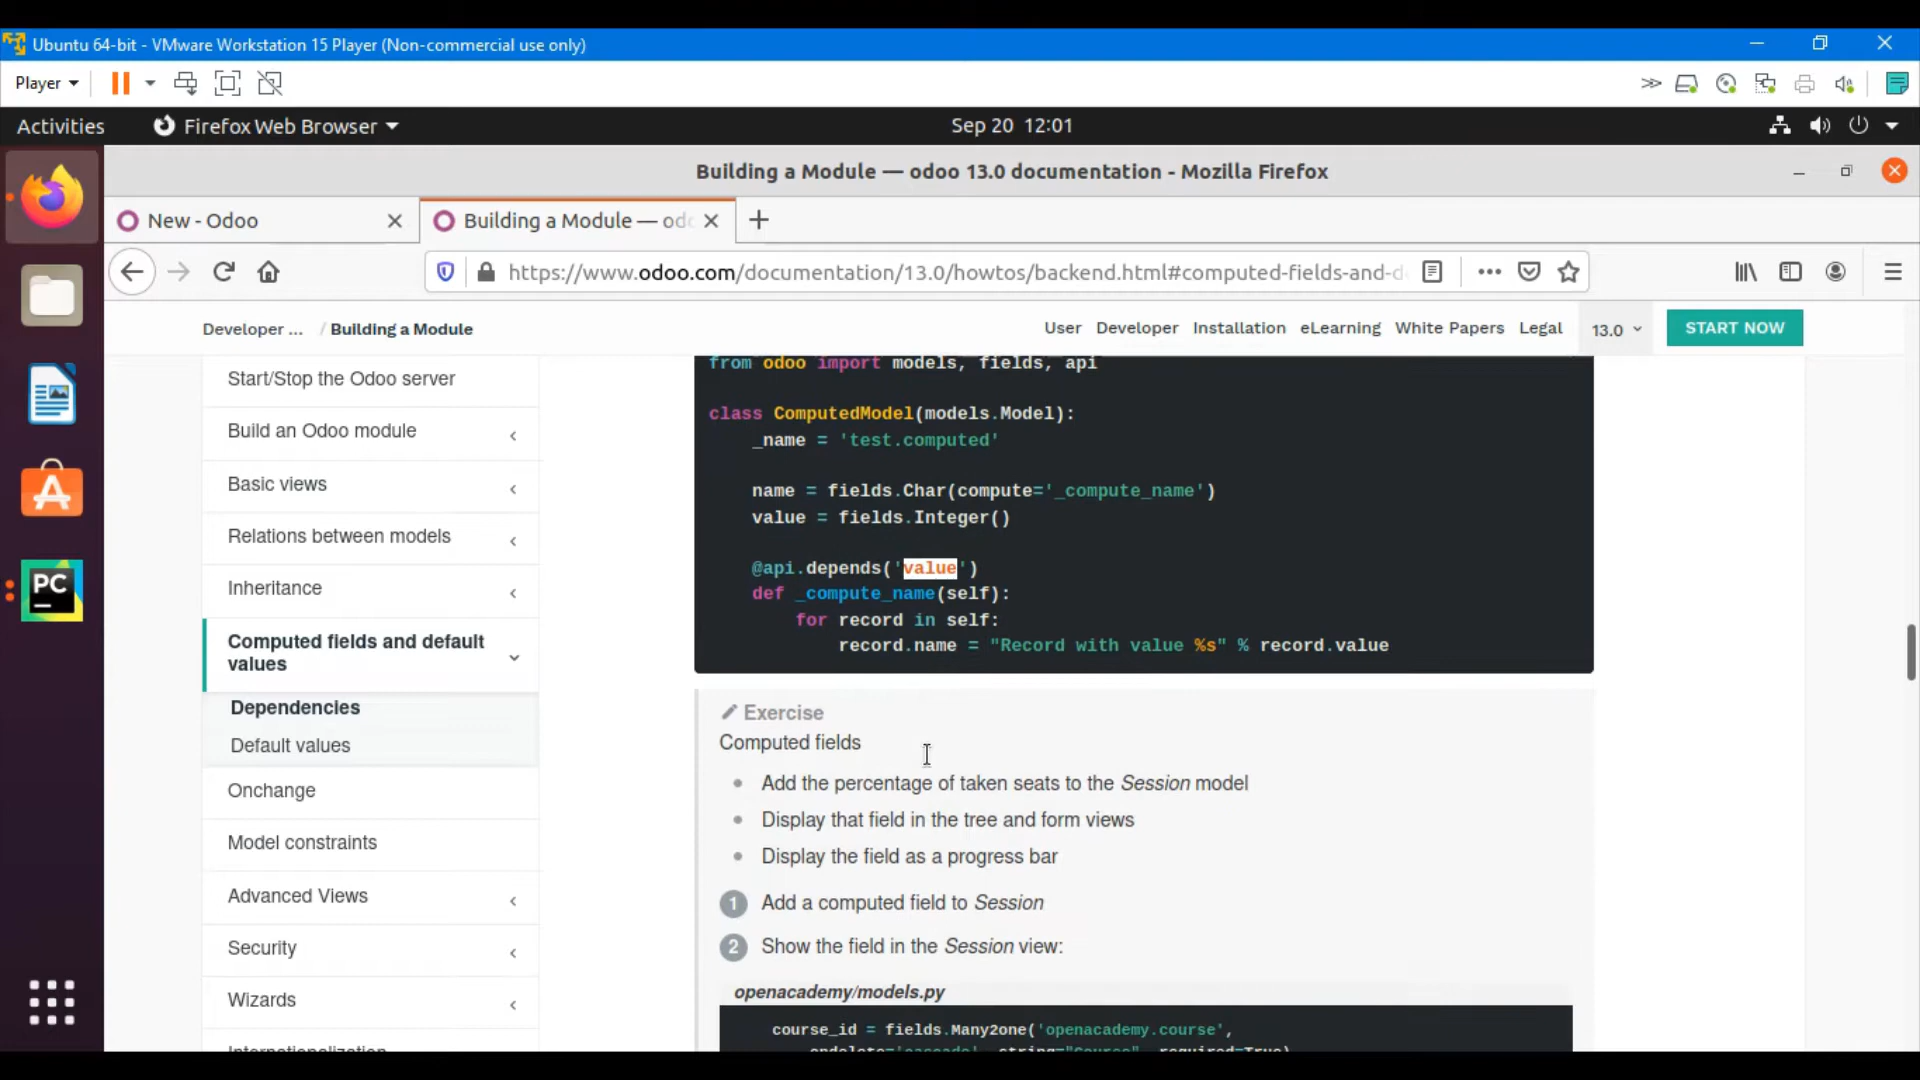 Ubuntu 64-bit - VMware Workstation 15 Player (Non-commercial use only)
Player
Activities
Firefox Web Browser
Sep 20 12:01
Building a Module — odoo 13.0 documentation - Mozilla Firefox
New - Odoo
Building a Module — odo
https://www.odoo.com/documentation/13.0/howtos/backend.html#computed-fields-and-d
Developer ... / Building a Module
User Developer Installation eLearning White Papers Legal 13.0 START NOW
Start/Stop the Odoo server
Build an Odoo module
Basic views
Relations between models
Inheritance
Computed fields and default
values
Dependencies
Default values
Onchange
Model constraints
Advanced Views
Security
Wizards
Internationalization
from odoo import models, fields, api
class ComputedModel(models.Model):
_name = 'test.computed'
name = fields.Char(compute='_compute_name')
value = fields.Integer()
@api.depends('value')
def _compute_name(self):
for record in self:
record.name = "Record with value %s" % record.value
Exercise
Computed fields
Add the percentage of taken seats to the Session model
Display that field in the tree and form views
Display the field as a progress bar
1 Add a computed field to Session
2 Show the field in the Session view:
openacademy/models.py
course_id = fields.Many2one('openacademy.course',
ondelete='cascade', string="Course", required=True)
PC